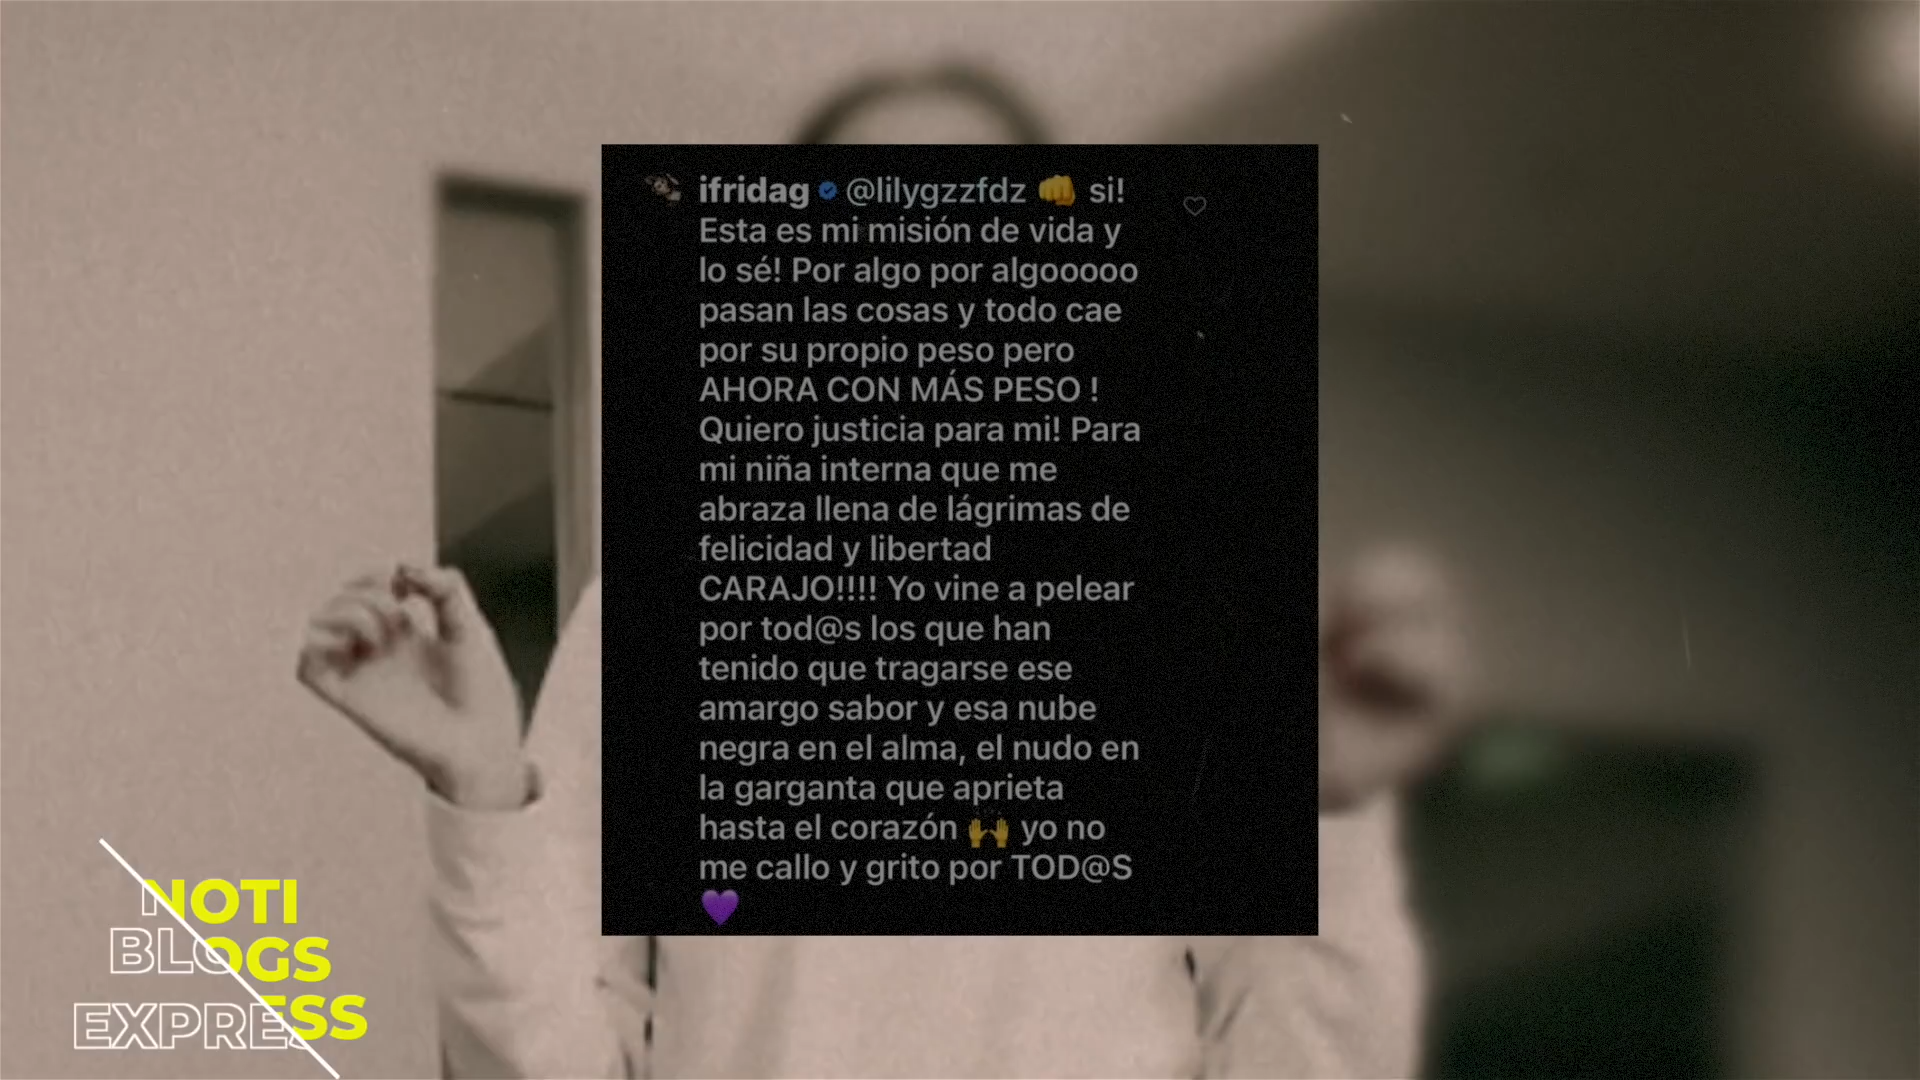 ifridag @lilygzzfdz 👊 si!
Esta es mi misión de vida y
lo sé! Por algo por algooooo
pasan las cosas y todo cae
por su propio peso pero
AHORA CON MÁS PESO !
Quiero justicia para mi! Para
mi niña interna que me
abraza llena de lágrimas de
felicidad y libertad
CARAJO!!!! Yo vine a pelear
por tod@s los que han
tenido que tragarse ese
amargo sabor y esa nube
negra en el alma, el nudo en
la garganta que aprieta
hasta el corazón 🙌 yo no
me callo y grito por TOD@S
💜
NOTI
BLOGS
EXPRESS